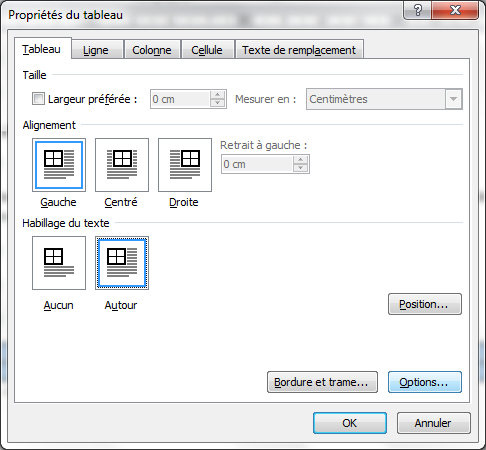 Propriétés du tableau
Tableau Ligne Colonne Cellule Texte de remplacement
Taille
Largeur préférée : 0 cm Mesurer en : Centimètres
Alignement
Retrait à gauche :
0 cm
Gauche Centré Droite
Habillage du texte
Aucun Autour
Position...
Bordure et trame... Options...
OK Annuler